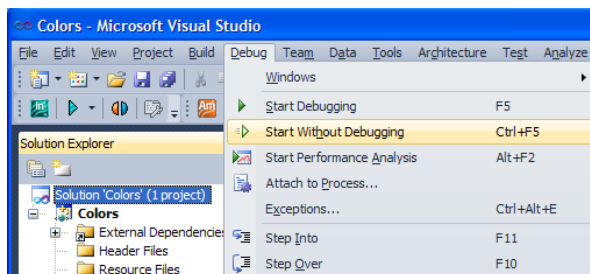 Colors - Microsoft Visual Studio
File Edit View Project Build Debug Team Data Tools Architecture Test Analyze
Windows
Start Debugging F5
Start Without Debugging Ctrl+F5
Start Performance Analysis Alt+F2
Attach to Process...
Exceptions... Ctrl+Alt+E
Step Into F11
Step Over F10
Am
Solution Explorer
Solution 'Colors' (1 project)
Colors
External Dependencies
Header Files
Resource Files